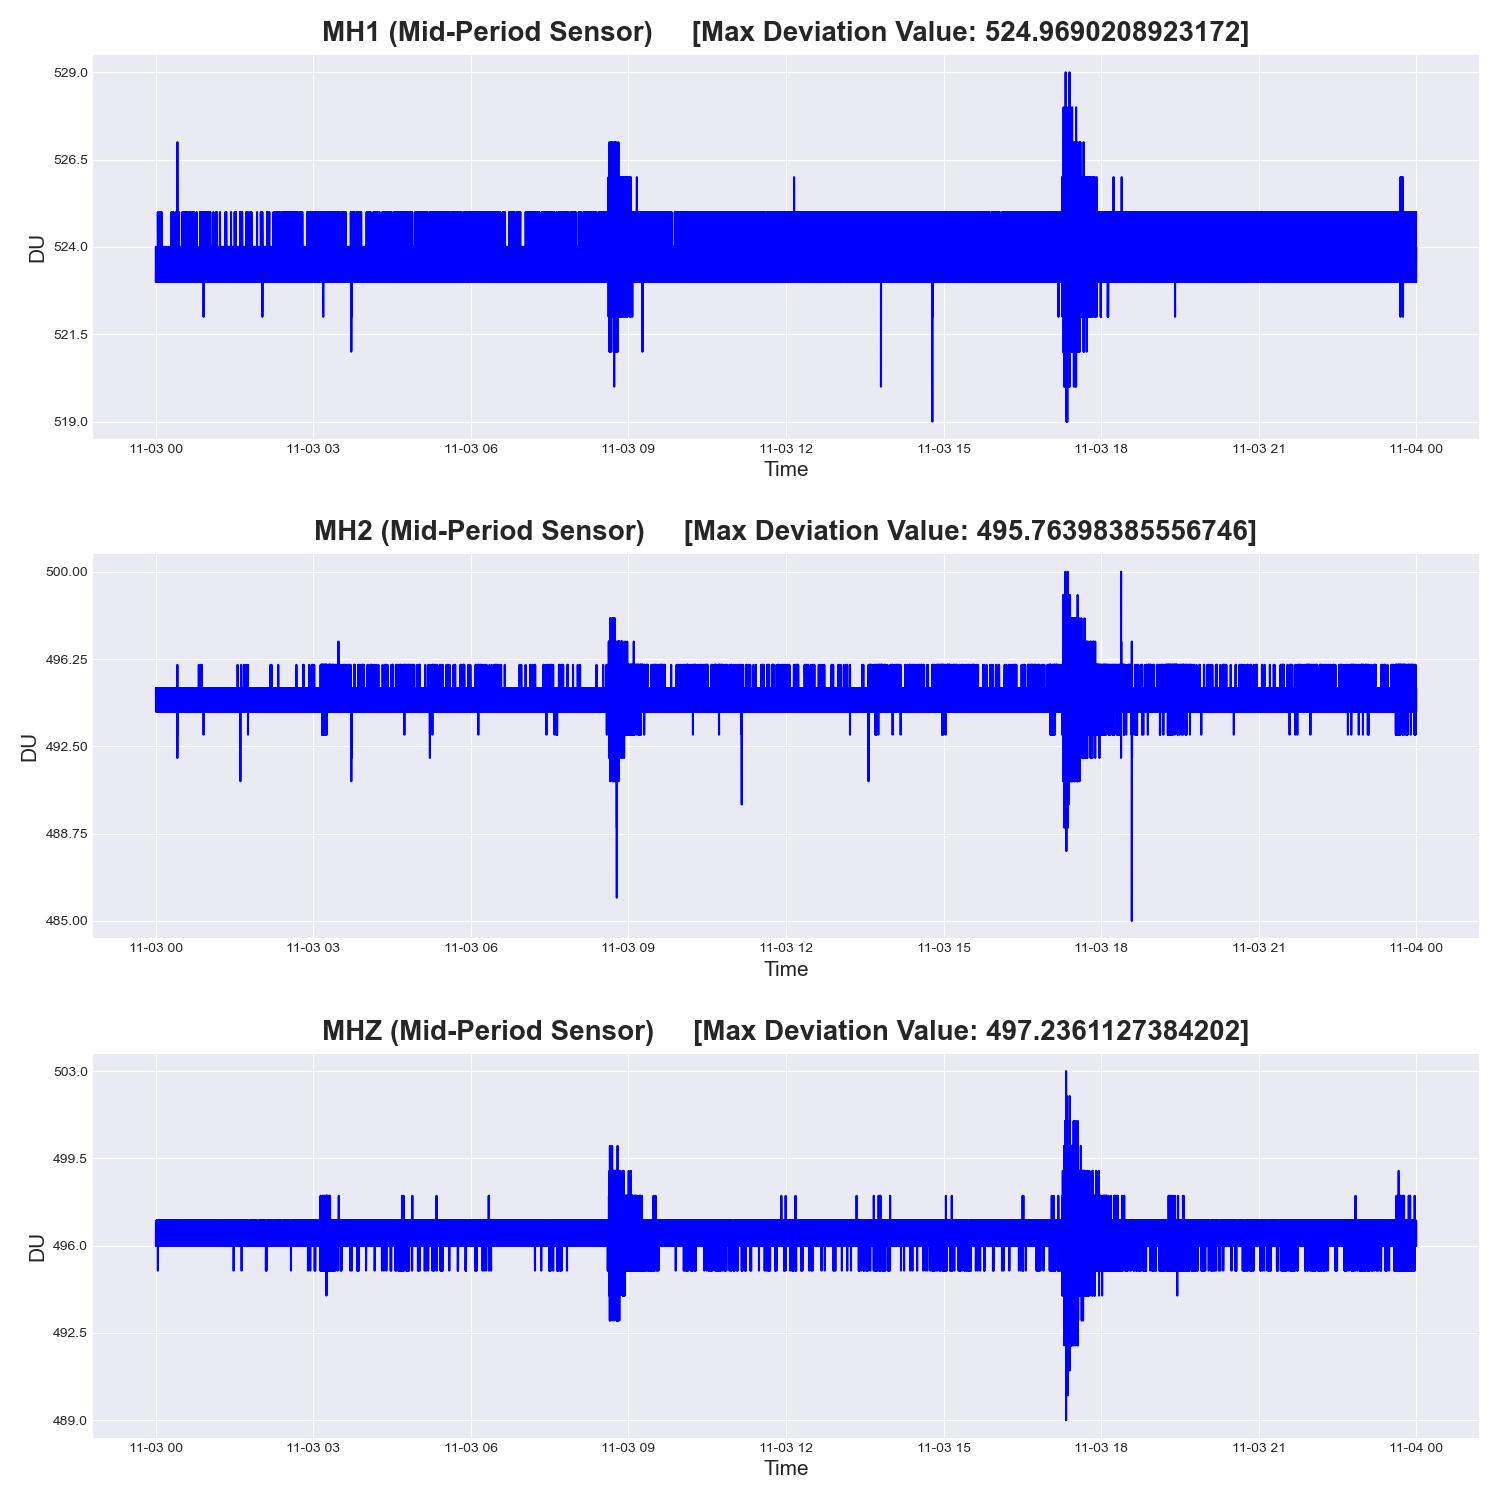 MH1 (Mid-Period Sensor)     [Max Deviation Value: 524.9690208923172]
529.0
526.5
524.0
521.5
519.0
DU
11-03 00 11-03 03 11-03 06 11-03 09 11-03 12 11-03 15 11-03 18 11-03 21 11-04 00
Time
MH2 (Mid-Period Sensor)     [Max Deviation Value: 495.76398385556746]
500.00
496.25
492.50
488.75
485.00
DU
11-03 00 11-03 03 11-03 06 11-03 09 11-03 12 11-03 15 11-03 18 11-03 21 11-04 00
Time
MHZ (Mid-Period Sensor)     [Max Deviation Value: 497.2361127384202]
503.0
499.5
496.0
492.5
489.0
DU
11-03 00 11-03 03 11-03 06 11-03 09 11-03 12 11-03 15 11-03 18 11-03 21 11-04 00
Time